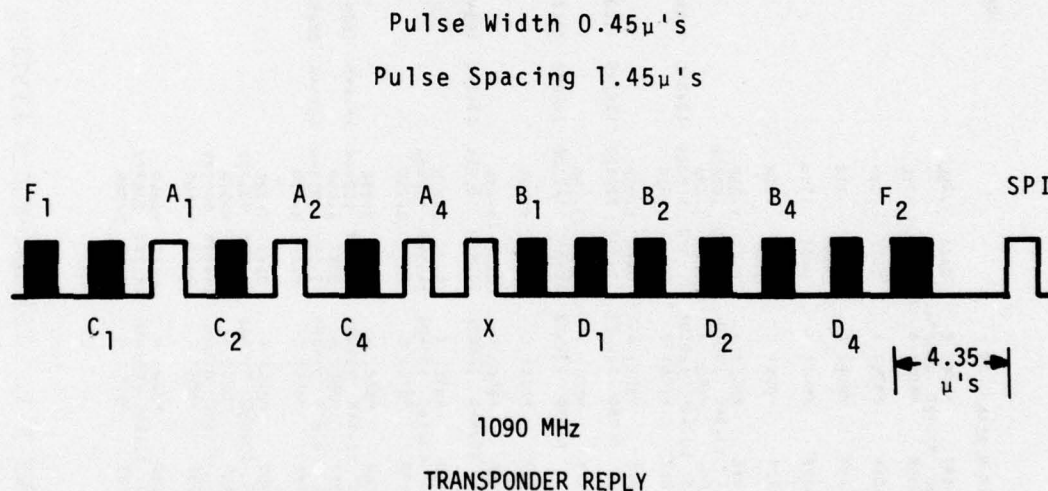 Pulse Width 0.45μ's
Pulse Spacing 1.45μ's
F1 A1 A2 A4 B1 B2 B4 F2 SPI
C1 C2 C4 X D1 D2 D4
4.35
μ's
1090 MHz
TRANSPONDER REPLY